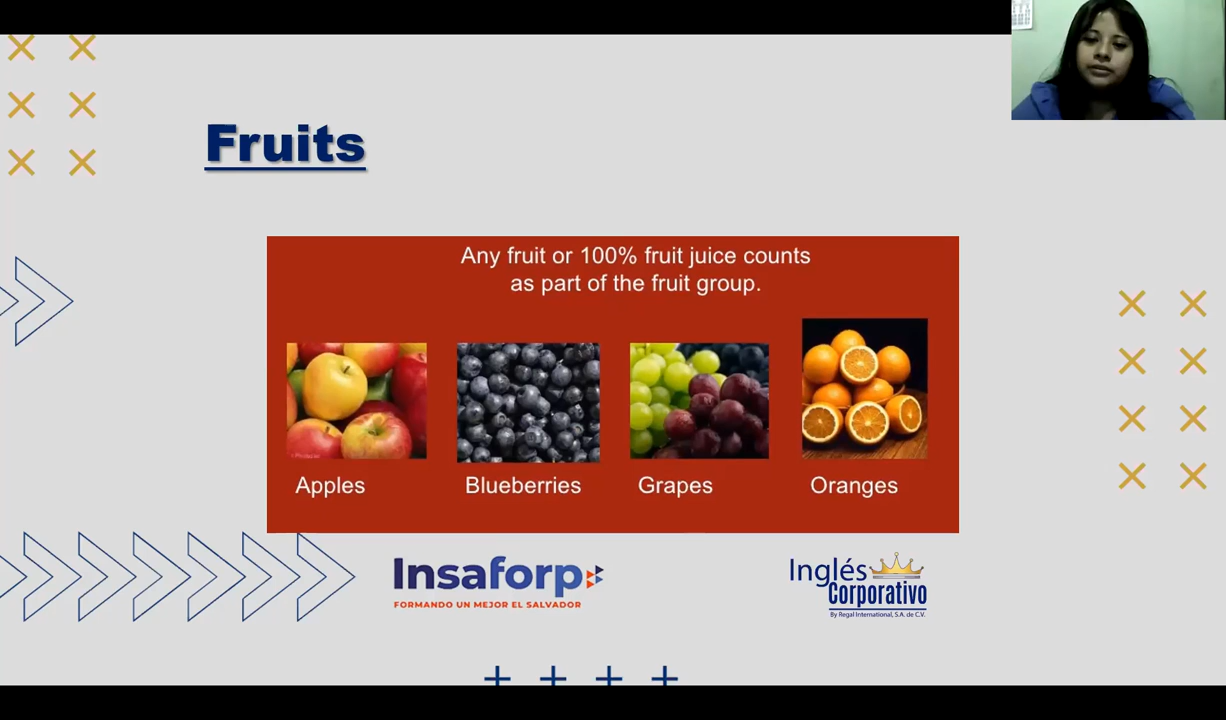 Fruits
Any fruit or 100% fruit juice counts
as part of the fruit group.
Apples
Blueberries
Grapes
Oranges
Insaforp
FORMANDO UN MEJOR EL SALVADOR
Inglés
Corporativo
By Regal International, S.A. de C.V.